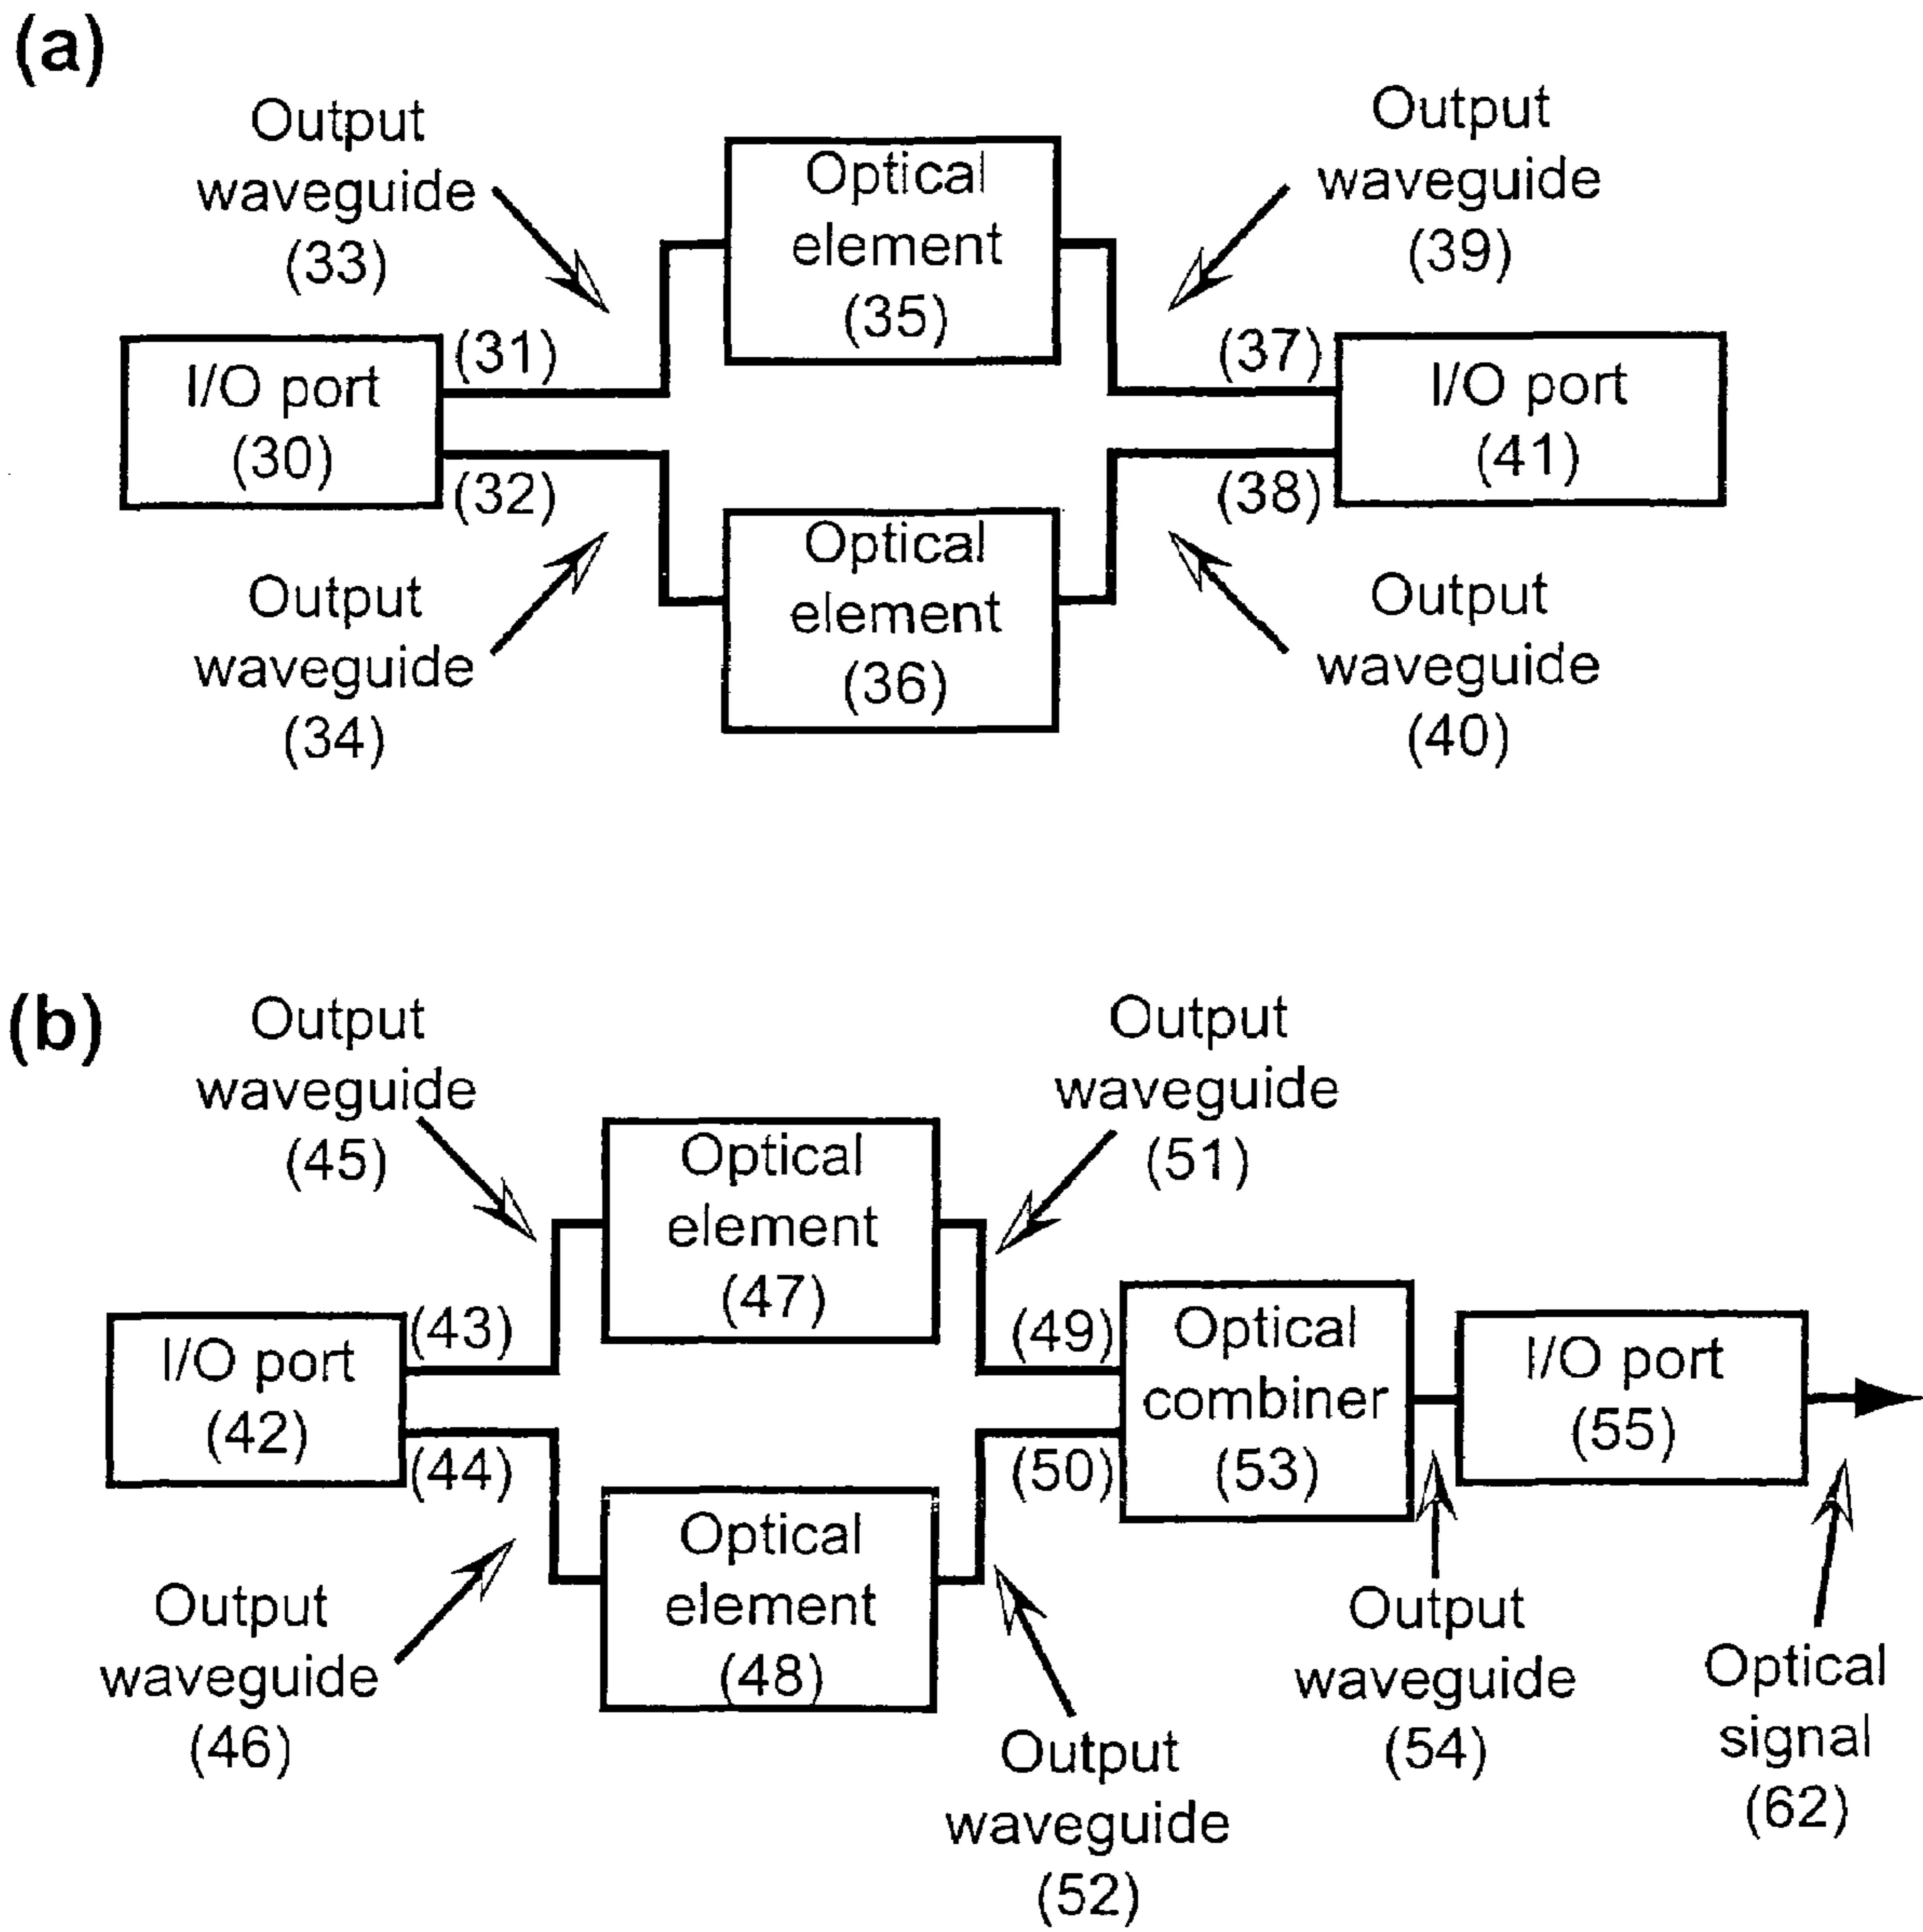 (a)
Output
waveguide
(33)
Optical
element
(35)
Output
waveguide
(39)
I/O port
(30)
(31)
(32)
(37)
(38)
I/O port
(41)
Output
waveguide
(34)
Optical
element
(36)
Output
waveguide
(40)
(b)
Output
waveguide
(45)
Optical
element
(47)
Output
waveguide
(51)
I/O port
(42)
(43)
(44)
(49)
(50)
Optical
combiner
(53)
I/O port
(55)
Output
waveguide
(46)
Optical
element
(48)
Output
waveguide
(52)
Output
waveguide
(54)
Optical
signal
(62)